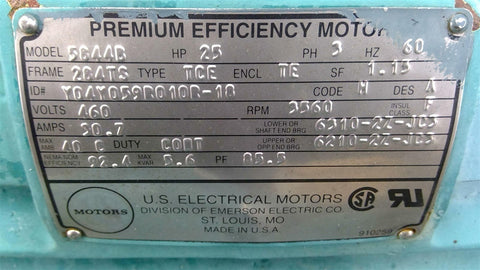 PREMIUM EFFICIENCY MOTOR
MODEL 5644B HP 25 PH 3 HZ 60
FRAME 284TS TYPE TCE ENCL TE SF 1.15
ID# CODE H DES A
VOLTS 460 RPM 3560 INSUL CLASS F
AMPS 30.7 LOWER OR SHAFT END BRG 6310-2Z-JC3
MAX AMB 40 C DUTY CONT UPPER OR OPP END BRG 6210-2Z-JC3
NEMA NOM EFFICIENCY 92.4 MAX KVAR 5.6 PF 85.5
MOTORS
U.S. ELECTRICAL MOTORS
DIVISION OF EMERSON ELECTRIC CO.
ST. LOUIS, MO
MADE IN U.S.A.
910258